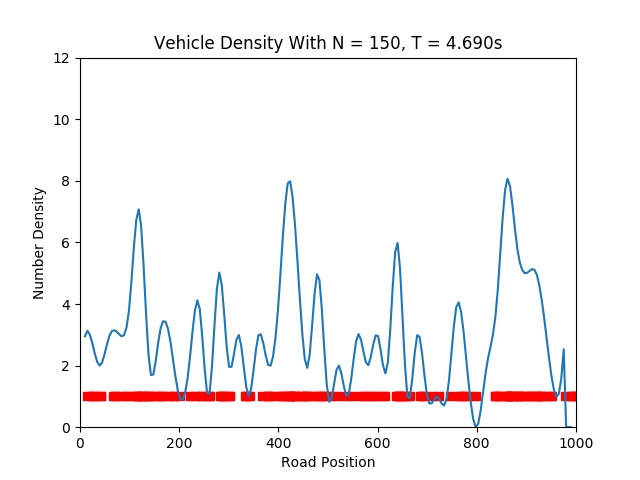 Vehicle Density With N = 150, T = 4.690s
12
10
8
6
4
2
0
Number Density
0 200 400 600 800 1000
Road Position